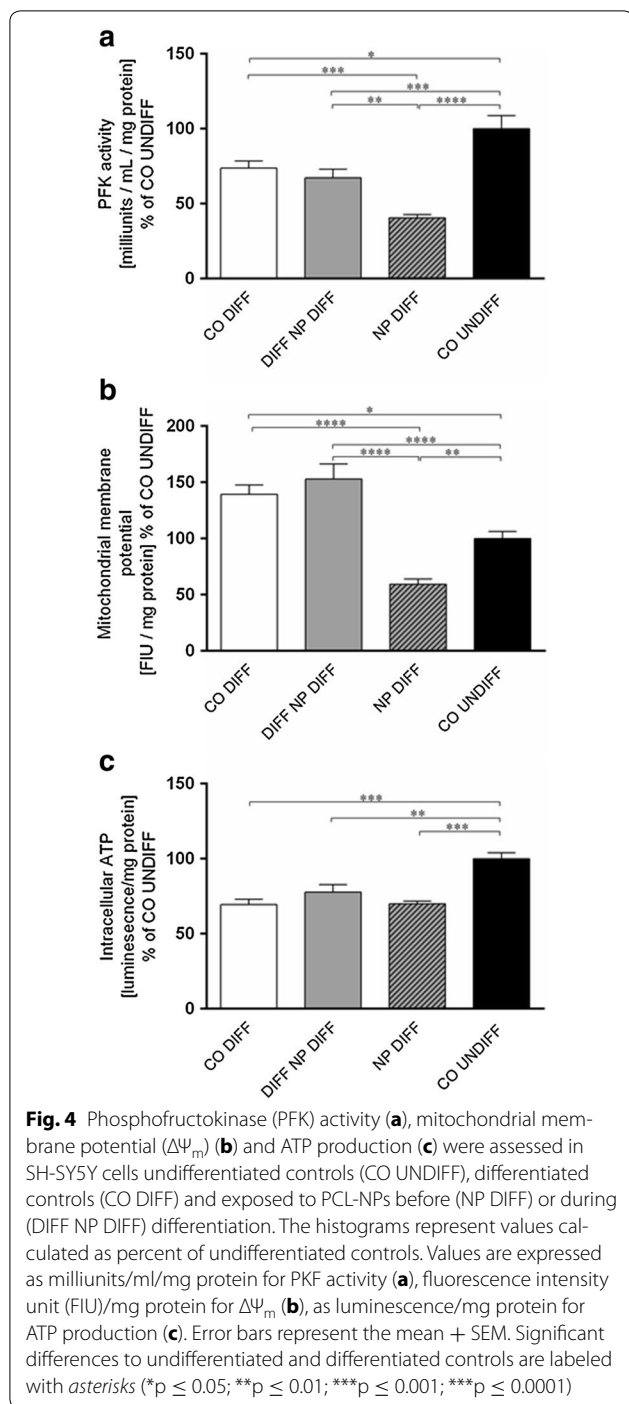 a
PFK activity
[milliunits / mL / mg protein]
% of CO UNDIFF
150
100
50
0
*
***
***
**
****
CO DIFF
DIFF NP DIFF
NP DIFF
CO UNDIFF
b
Mitochondrial membrane
potential
[FIU / mg protein] % of CO UNDIFF
200
150
100
50
0
*
****
****
****
**
CO DIFF
DIFF NP DIFF
NP DIFF
CO UNDIFF
c
Intracellular ATP
[luminesecnce/mg protein]
% of CO UNDIFF
150
100
50
0
***
**
***
CO DIFF
DIFF NP DIFF
NP DIFF
CO UNDIFF
Fig. 4 Phosphofructokinase (PFK) activity (a), mitochondrial mem-
brane potential (ΔΨm) (b) and ATP production (c) were assessed in
SH-SY5Y cells undifferentiated controls (CO UNDIFF), differentiated
controls (CO DIFF) and exposed to PCL-NPs before (NP DIFF) or during
(DIFF NP DIFF) differentiation. The histograms represent values cal-
culated as percent of undifferentiated controls. Values are expressed
as milliunits/ml/mg protein for PKF activity (a), fluorescence intensity
unit (FIU)/mg protein for ΔΨm (b), as luminescence/mg protein for
ATP production (c). Error bars represent the mean + SEM. Significant
differences to undifferentiated and differentiated controls are labeled
with asterisks (*p ≤ 0.05; **p ≤ 0.01; ***p ≤ 0.001; ***p ≤ 0.0001)